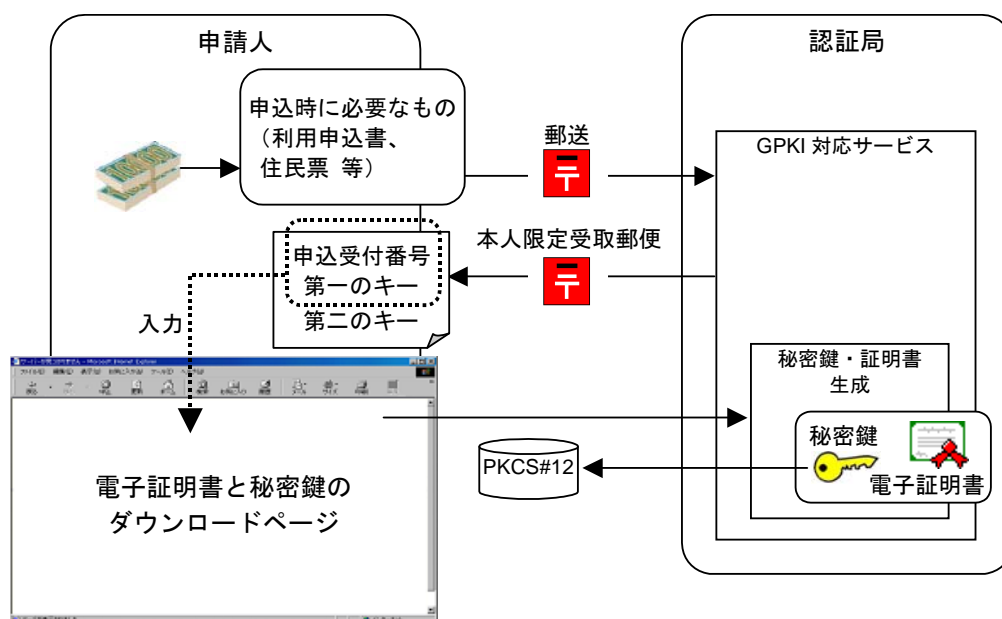 申請人
認証局
申込時に必要なもの
（利用申込書、
住民票 等）
郵送
〒
GPKI 対応サービス
本人限定受取郵便
〒
申込受付番号
第一のキー
第二のキー
入力
秘密鍵・証明書
生成
秘密鍵
電子証明書
PKCS#12
電子証明書と秘密鍵の
ダウンロードページ